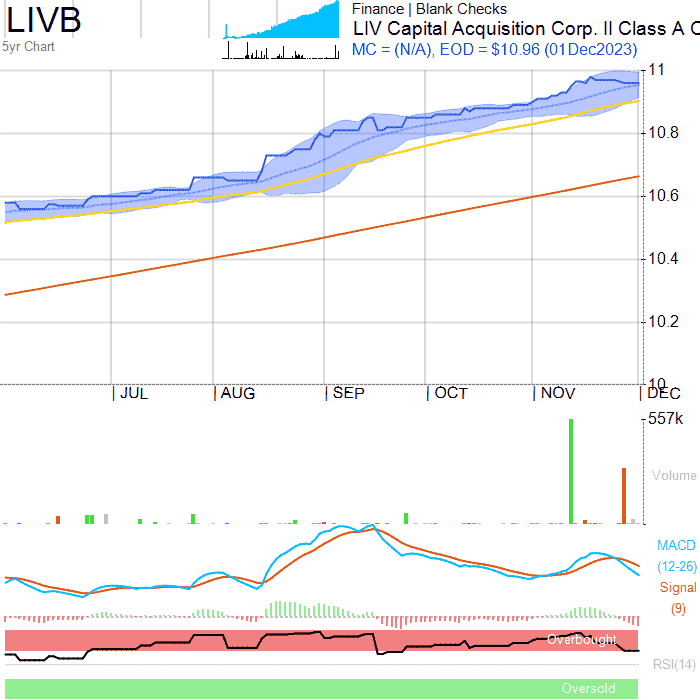 LIVB
5yr Chart
Finance | Blank Checks
LIV Capital Acquisition Corp. II Class A
MC = (N/A), EOD = $10.96 (01Dec2023)
11
10.8
10.6
10.4
10.2
10
JUL AUG SEP OCT NOV DEC
557k
Volume
MACD
(12-26)
Signal
(9)
Overbought
RSI(14)
Oversold